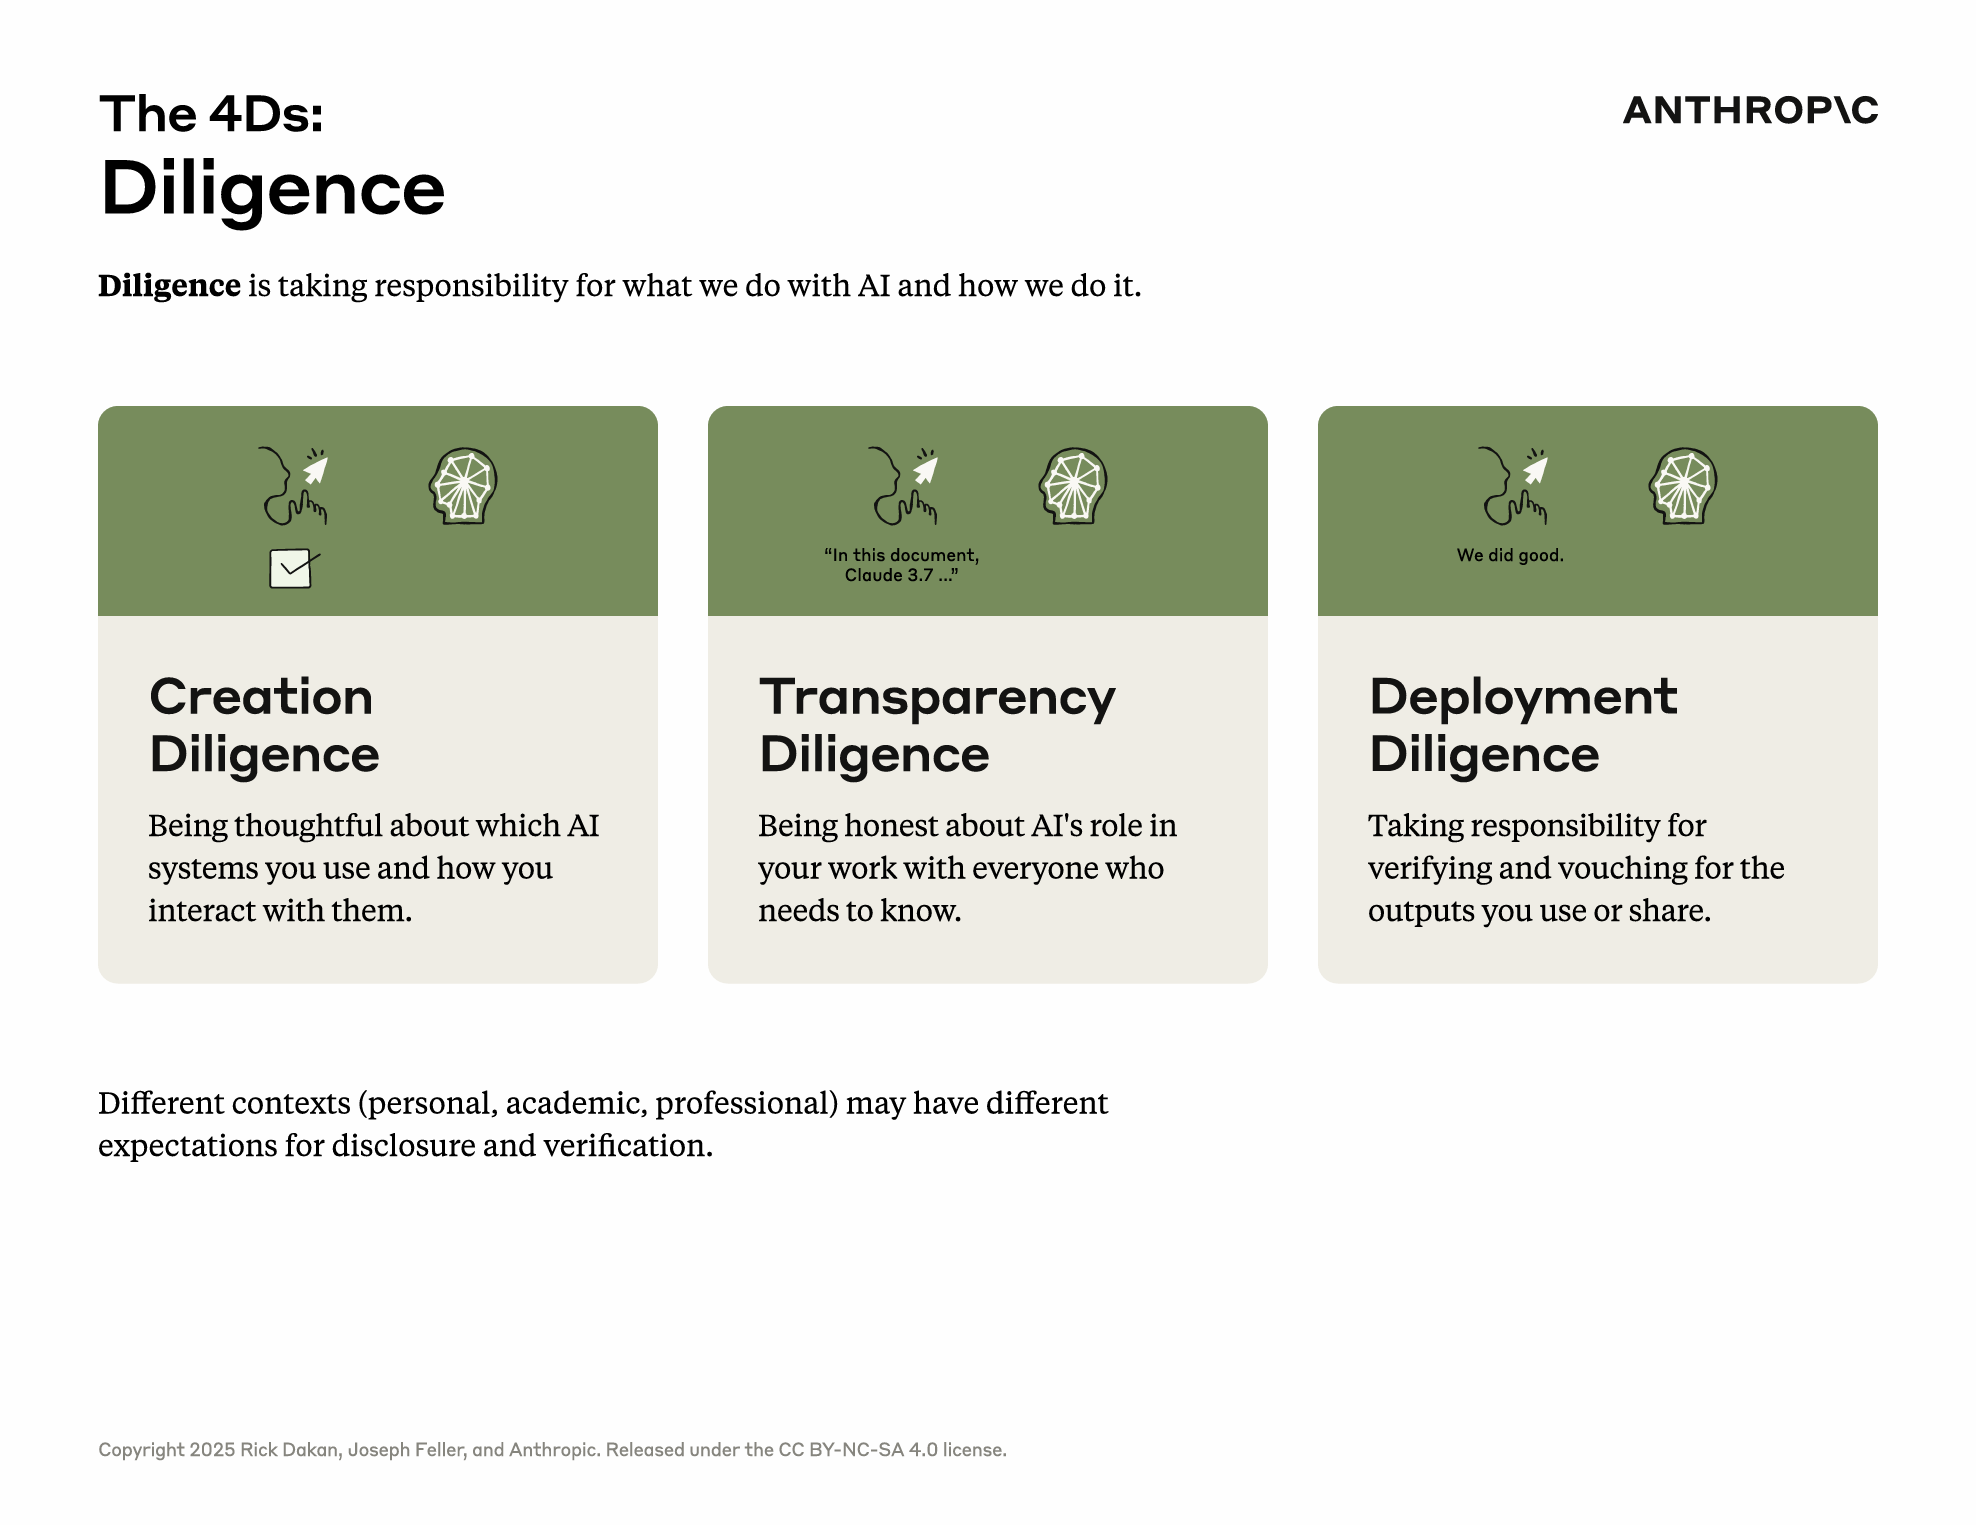 The 4Ds:
Diligence
ANTHROP\C
Diligence is taking responsibility for what we do with AI and how we do it.
“In this document,
Claude 3.7 ...”
We did good.
Creation
Diligence
Being thoughtful about which AI
systems you use and how you
interact with them.
Transparency
Diligence
Being honest about AI's role in
your work with everyone who
needs to know.
Deployment
Diligence
Taking responsibility for
verifying and vouching for the
outputs you use or share.
Different contexts (personal, academic, professional) may have different
expectations for disclosure and verification.
Copyright 2025 Rick Dakan, Joseph Feller, and Anthropic. Released under the CC BY-NC-SA 4.0 license.